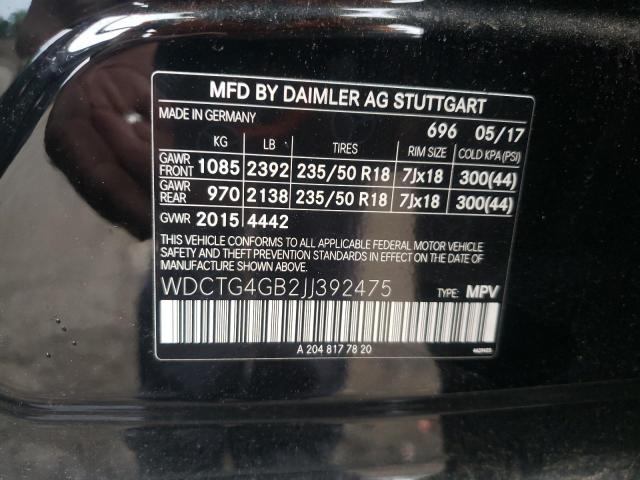 MFD BY DAIMLER AG STUTTGART
MADE IN GERMANY
696 05/17
KG LB TIRES RIM SIZE COLD KPA(PSI)
GAWR FRONT 1085 2392 235/50 R18 7Jx18 300(44)
GAWR REAR 970 2138 235/50 R18 7Jx18 300(44)
GVWR 2015 4442
THIS VEHICLE CONFORMS TO ALL APPLICABLE FEDERAL MOTOR VEHICLE
SAFETY AND THEFT PREVENTION STANDARDS IN EFFECT ON THE DATE
OF MANUFACTURE SHOWN ABOVE.
WDCTG4GB2JJ392475 TYPE: MPV
A 204 817 78 20